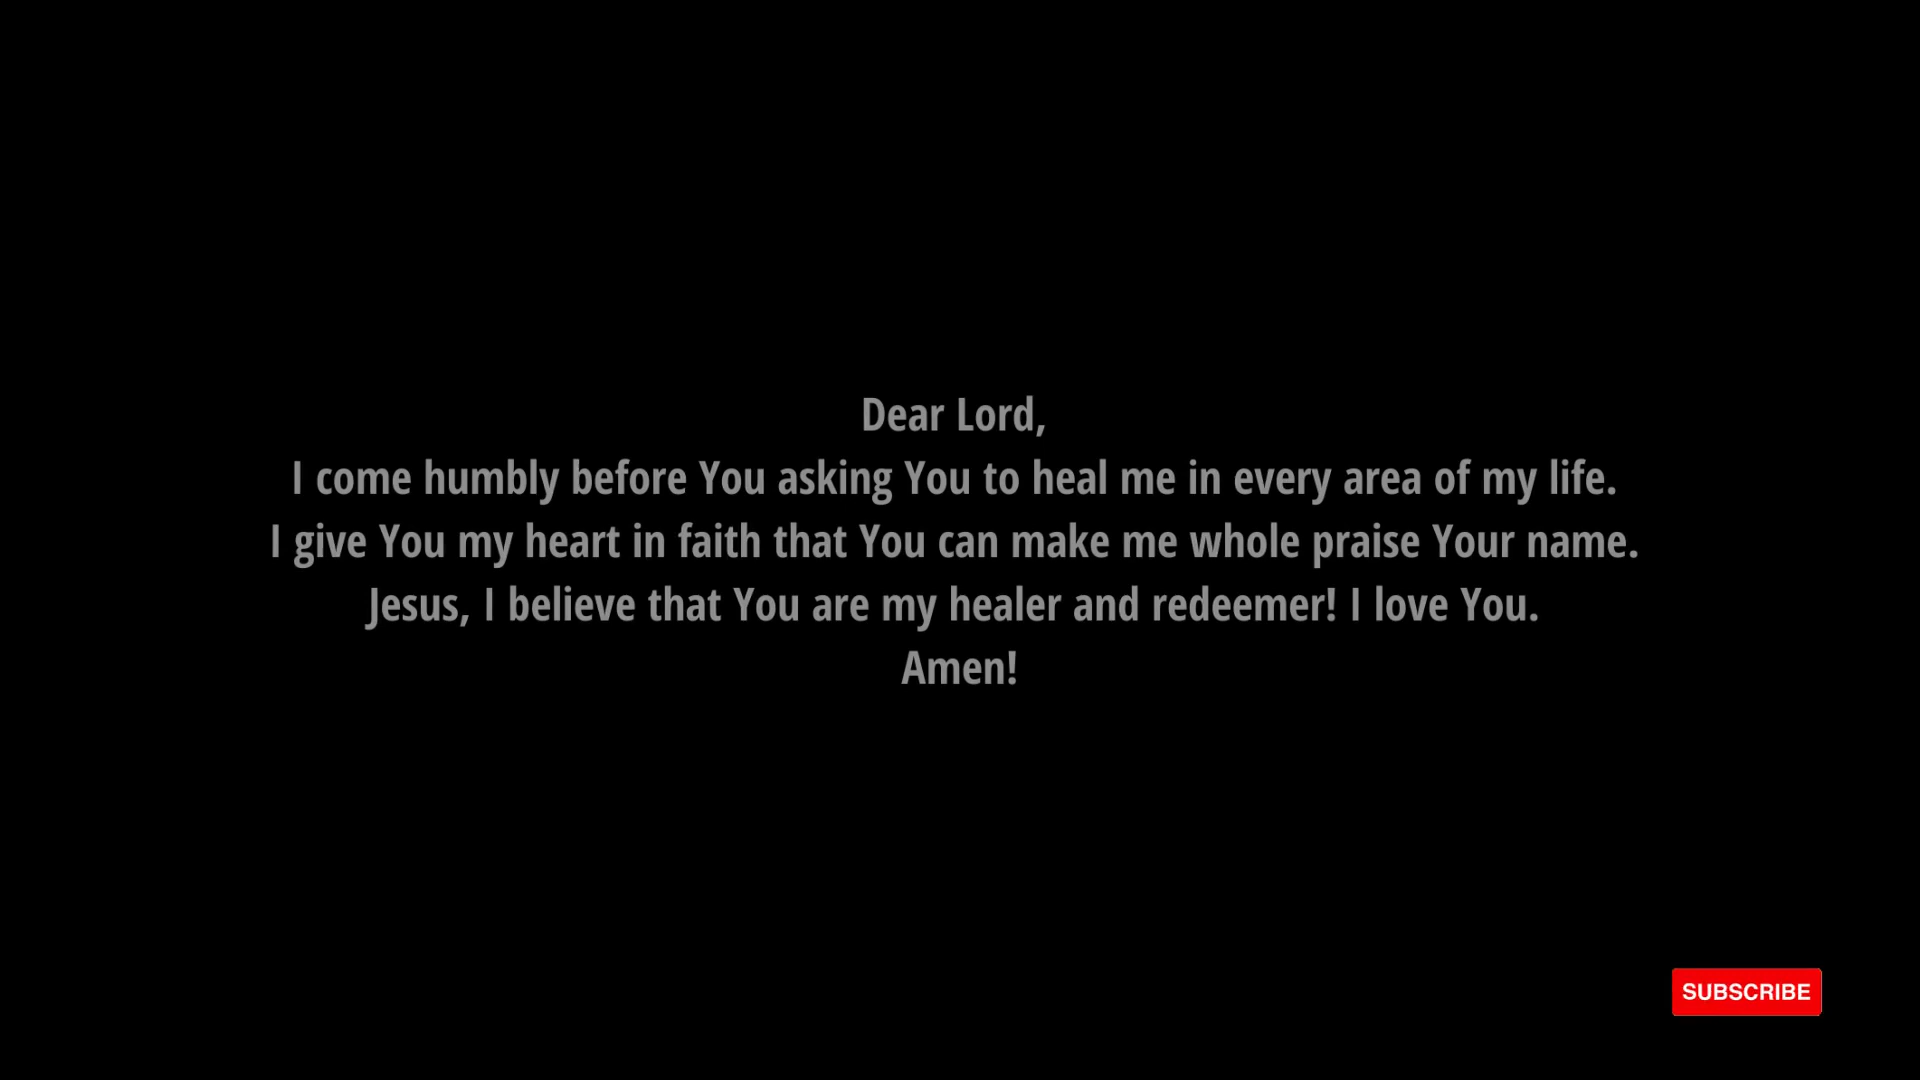 Dear Lord,
I come humbly before You asking You to heal me in every area of my life.
I give You my heart in faith that You can make me whole praise Your name.
Jesus, I believe that You are my healer and redeemer! I love You.
Amen!
SUBSCRIBE